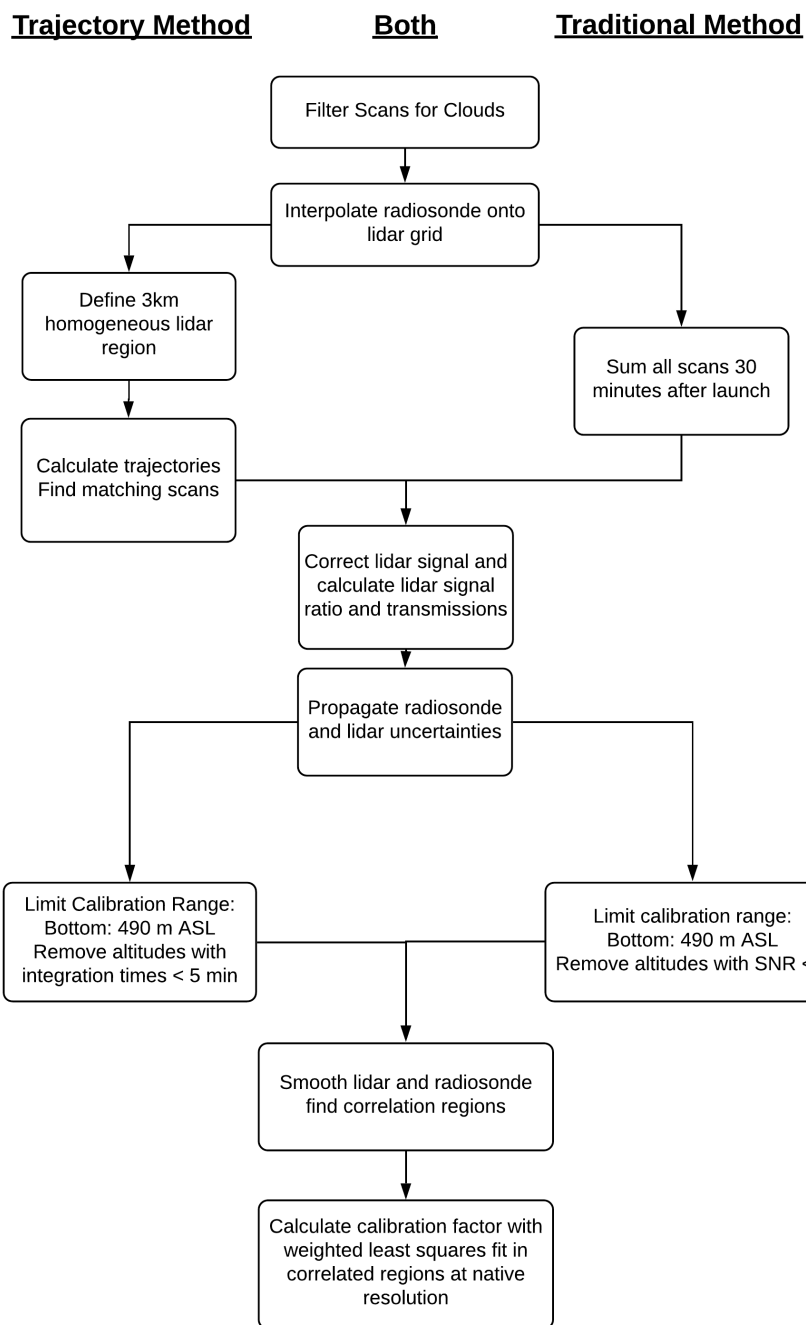 Trajectory Method
Both
Traditional Method
Filter Scans for Clouds
Interpolate radiosonde onto
lidar grid
Define 3km
homogeneous lidar
region
Sum all scans 30
minutes after launch
Calculate trajectories
Find matching scans
Correct lidar signal and
calculate lidar signal
ratio and transmissions
Propagate radiosonde
and lidar uncertainties
Limit Calibration Range:
Bottom: 490 m ASL
Remove altitudes with
integration times < 5 min
Limit calibration range:
Bottom: 490 m ASL
Remove altitudes with SNR <
Smooth lidar and radiosonde
find correlation regions
Calculate calibration factor with
weighted least squares fit in
correlated regions at native
resolution